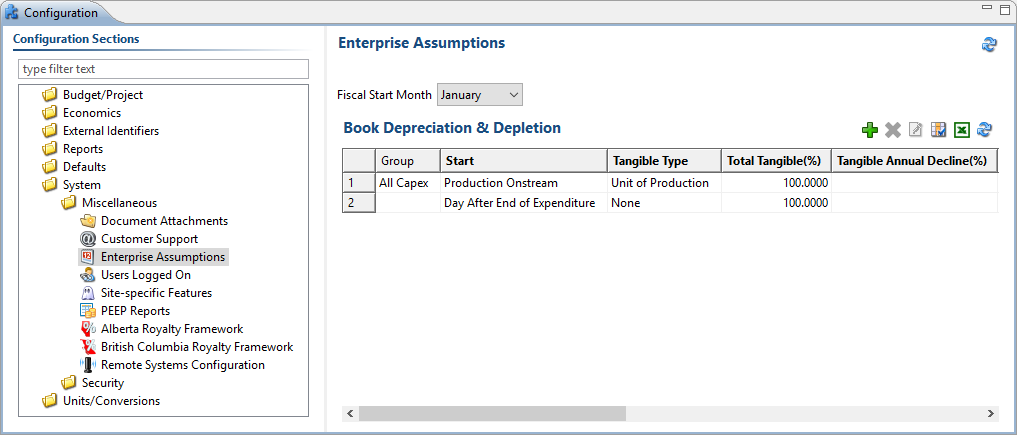 Configuration
Configuration Sections
type filter text
Budget/Project
Economics
External Identifiers
Reports
Defaults
System
Miscellaneous
Document Attachments
Customer Support
Enterprise Assumptions
Users Logged On
Site-specific Features
PEEP Reports
Alberta Royalty Framework
British Columbia Royalty Framework
Remote Systems Configuration
Security
Units/Conversions
Enterprise Assumptions
Fiscal Start Month January
Book Depreciation & Depletion
Group Start Tangible Type Total Tangible(%) Tangible Annual Decline(%)
1 All Capex Production Onstream Unit of Production 100.0000
2 Day After End of Expenditure None 100.0000